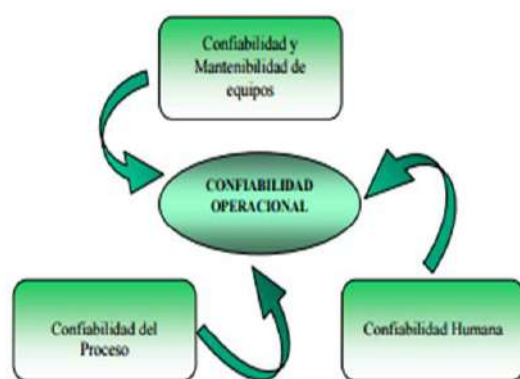 Confiabilidad y
Mantenibilidad de
equipos
CONFIABILIDAD
OPERACIONAL
Confiabilidad del
Proceso
Confiabilidad Humana